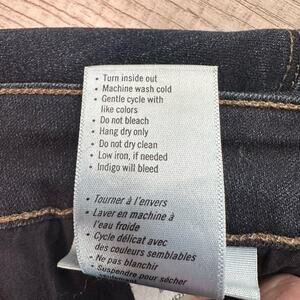 • Turn inside out
• Machine wash cold
• Gentle cycle with
like colors
• Do not bleach
• Hang dry only
• Do not dry clean
• Low iron, if needed
• Indigo will bleed
• Tourner à l'envers
• Laver en machine à
l'eau froide
• Cycle délicat avec
des couleurs semblables
• Ne pas blanchir
• Suspendre pour sécher